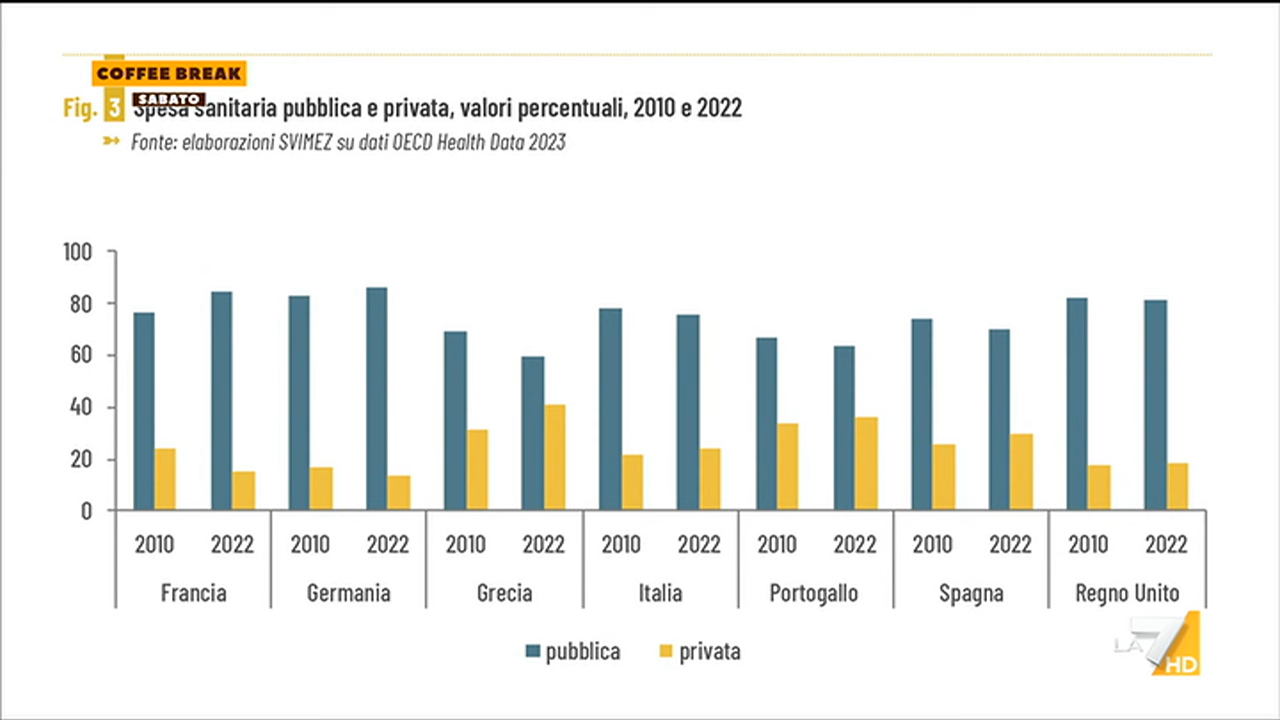 COFFEE BREAK
SABATO
Fig. 3 Spesa sanitaria pubblica e privata, valori percentuali, 2010 e 2022
Fonte: elaborazioni SVIMEZ su dati OECD Health Data 2023
100
80
60
40
20
0
2010 2022 2010 2022 2010 2022 2010 2022 2010 2022 2010 2022 2010 2022
Francia Germania Grecia Italia Portogallo Spagna Regno Unito
pubblica privata
LA 7 HD